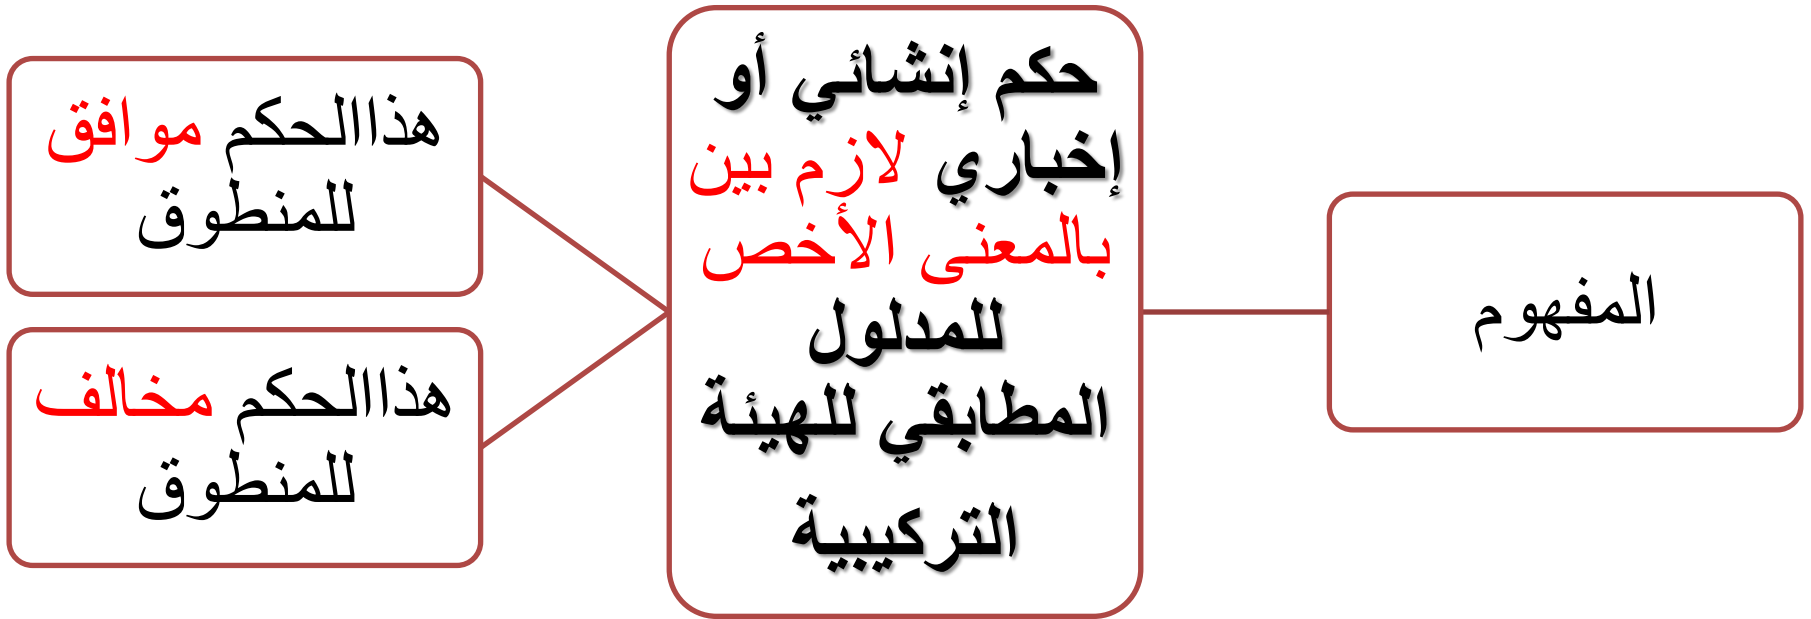 المفهوم
حكم إنشائي أو
إخباري لازم بين
بالمعنى الأخص
للمدلول
المطابقي للهيئة
التركيبية
هذاالحكم موافق
للمنطوق
هذاالحكم مخالف
للمنطوق